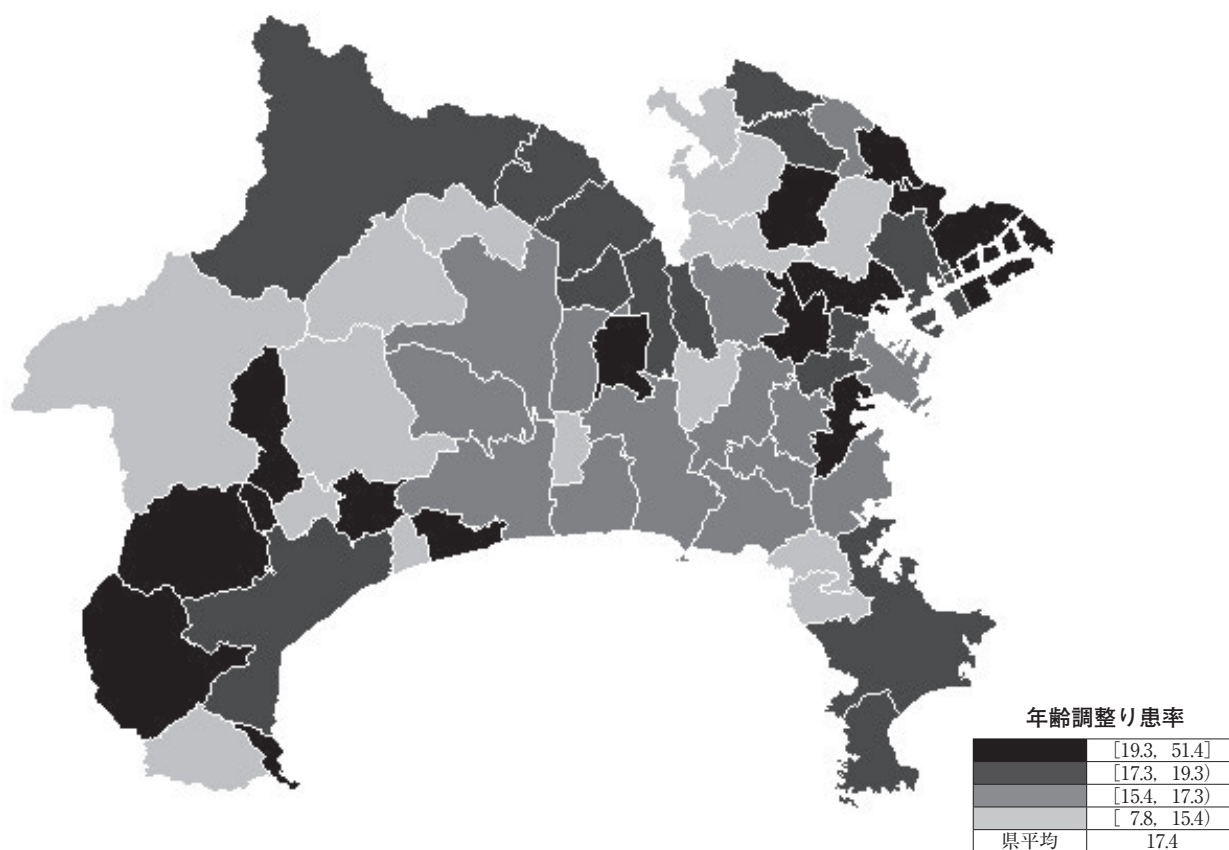 年齢調整り患率
[19.3, 51.4]
[17.3, 19.3)
[15.4, 17.3)
[ 7.8, 15.4)
県平均 17.4